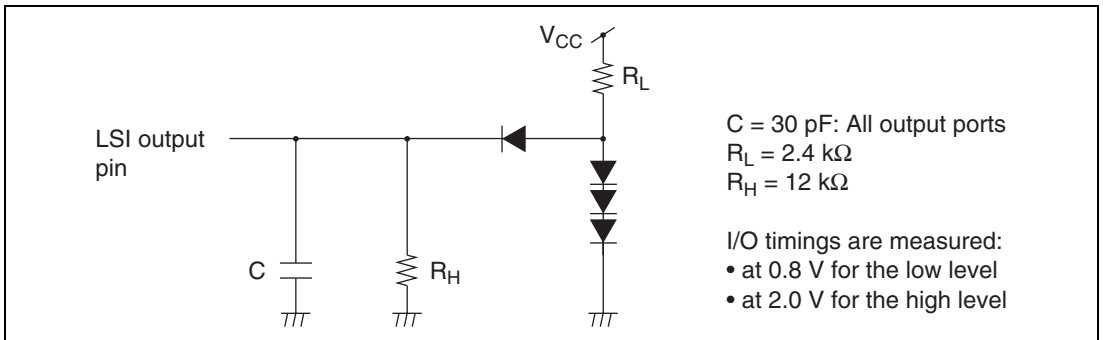 V_CC
R_L
LSI output
pin
C
R_H
C = 30 pF: All output ports
R_L = 2.4 kΩ
R_H = 12 kΩ
I/O timings are measured:
• at 0.8 V for the low level
• at 2.0 V for the high level